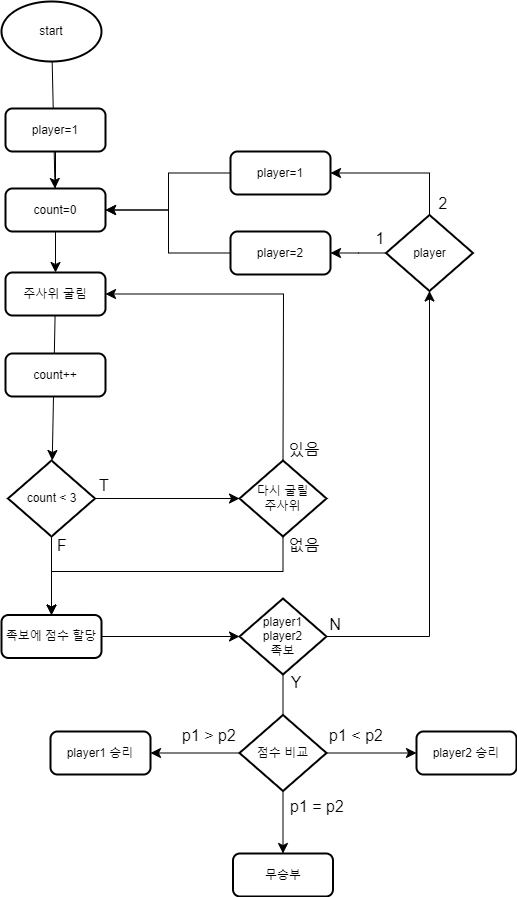 start
player=1
player=1
count=0
2
1
player=2
player
주사위 굴림
count++
있음
count < 3
T
다시 굴릴
주사위
F
없음
족보에 점수 할당
player1
player2
족보
N
Y
p1 > p2
p1 < p2
player1 승리
점수 비교
player2 승리
p1 = p2
무승부